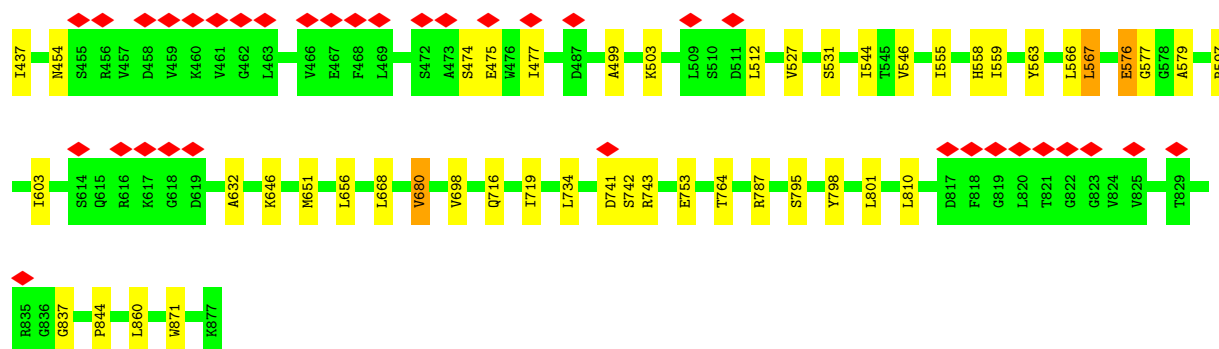 I437 N454 S455 R456 V457 D458 V459 K460 V461 G462 L463 V466 E467 F468 L469 S472 A473 S474 E475 W476 I477 D487 A499 K503 L509 S510 D511 L512 V527 S531 I544 T545 V546 I555 H558 I559 Y563 L566 L567 E576 G577 G578 A579
I603 S614 Q615 R616 K617 G618 D619 A632 K646 M651 L656 L668 V680 V698 Q716 I719 L734 D741 S742 R743 E753 T764 R787 S795 Y798 L801 L810 D817 F818 G819 L820 T821 G822 G823 V824 V825 T829
R835 G836 G837 P844 L860 W871 K877